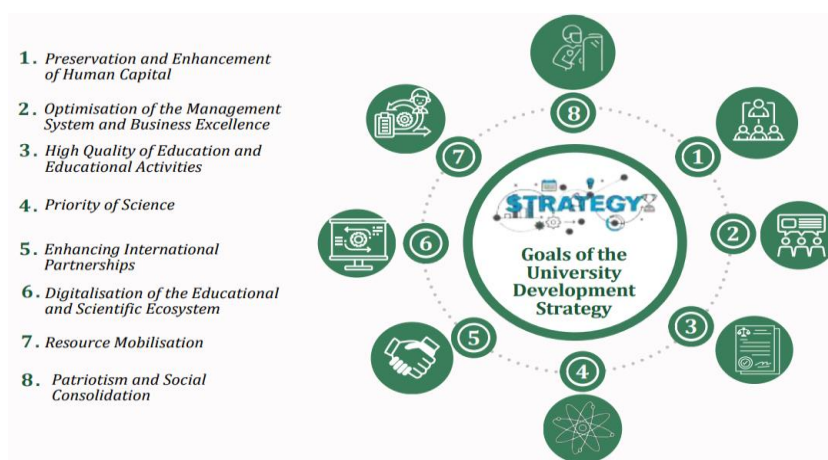 1. Preservation and Enhancement
of Human Capital
2. Optimisation of the Management
System and Business Excellence
3. High Quality of Education and
Educational Activities
4. Priority of Science
5. Enhancing International
Partnerships
6. Digitalisation of the Educational
and Scientific Ecosystem
7. Resource Mobilisation
8. Patriotism and Social
Consolidation
8
1
2
3
4
5
6
7
STRATEGY
Goals of the
University
Development
Strategy